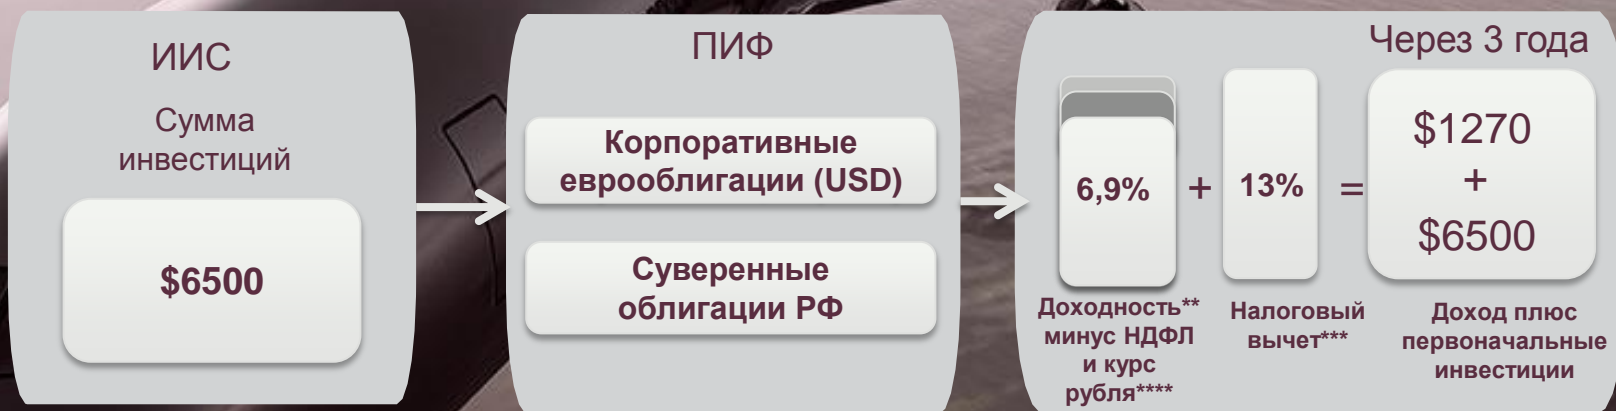 ИИС
Сумма
инвестиций
$6500
ПИФ
Корпоративные
еврооблигации (USD)
Суверенные
облигации РФ
Через 3 года
6,9%
+
13%
=
$1270
+
$6500
Доходность**
минус НДФЛ
и курс
рубля****
Налоговый
вычет***
Доход плюс
первоначальные
инвестиции